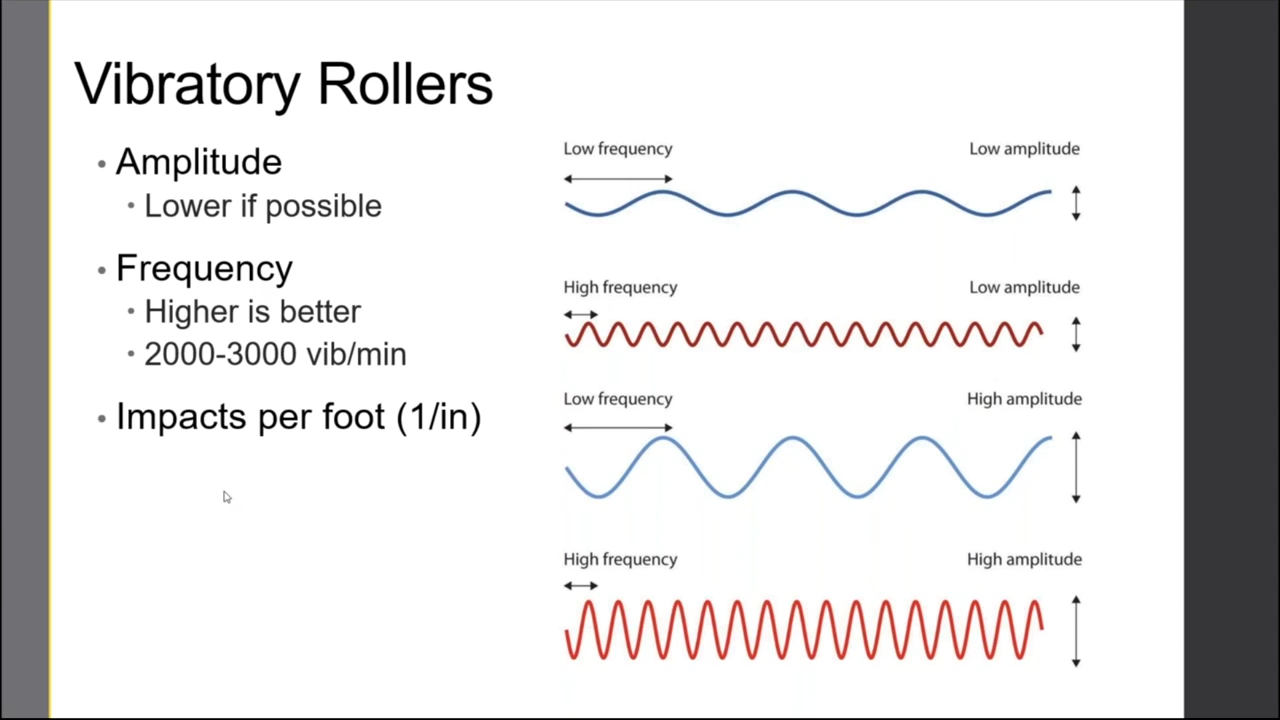 Vibratory Rollers
Amplitude
Lower if possible
Frequency
Higher is better
2000-3000 vib/min
Impacts per foot (1/in)
Low frequency
Low amplitude
High frequency
Low amplitude
Low frequency
High amplitude
High frequency
High amplitude